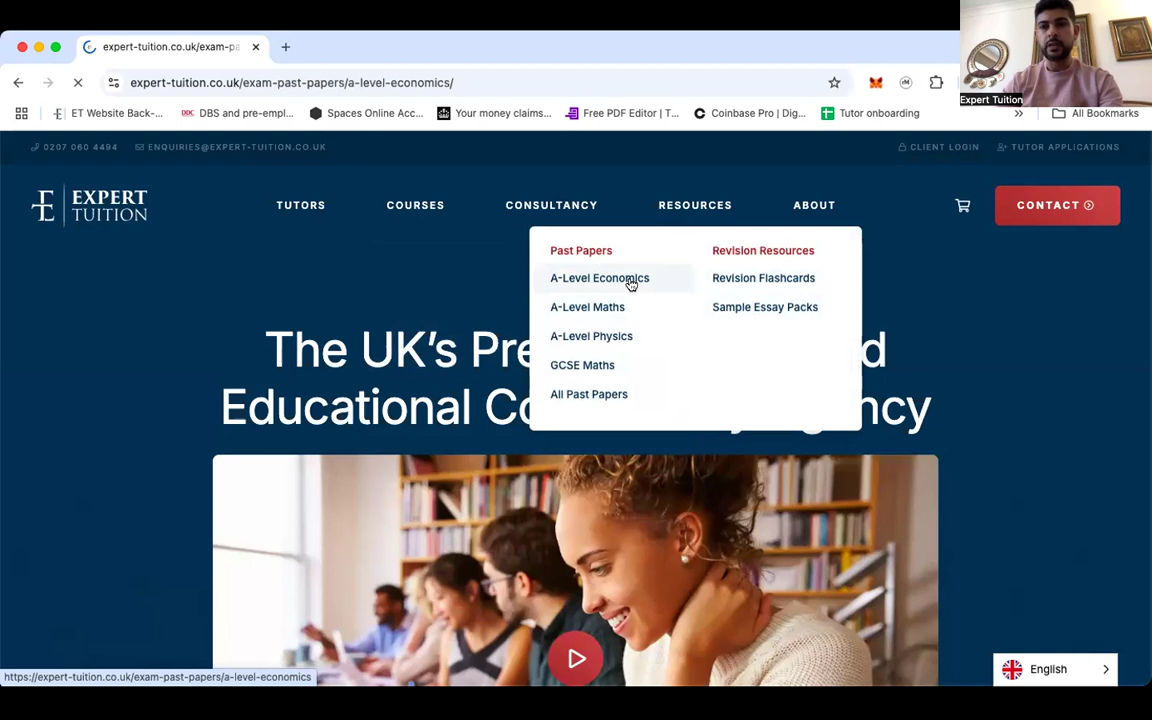 expert-tuition.co.uk/exam-pa
expert-tuition.co.uk/exam-past-papers/a-level-economics/
ET Website Back-...
DBS and pre-empl...
Spaces Online Acc...
Your money claims...
Free PDF Editor | T...
Coinbase Pro | Dig...
Tutor onboarding
All Bookmarks
Expert Tuition
0207 060 4494
ENQUIRIES@EXPERT-TUITION.CO.UK
CLIENT LOGIN
TUTOR APPLICATIONS
EXPERT
TUITION
TUTORS
COURSES
CONSULTANCY
RESOURCES
ABOUT
CONTACT
Past Papers
A-Level Economics
A-Level Maths
A-Level Physics
GCSE Maths
All Past Papers
Revision Resources
Revision Flashcards
Sample Essay Packs
The UK's Pre d
Educational Co ncy
English
https://expert-tuition.co.uk/exam-past-papers/a-level-economics